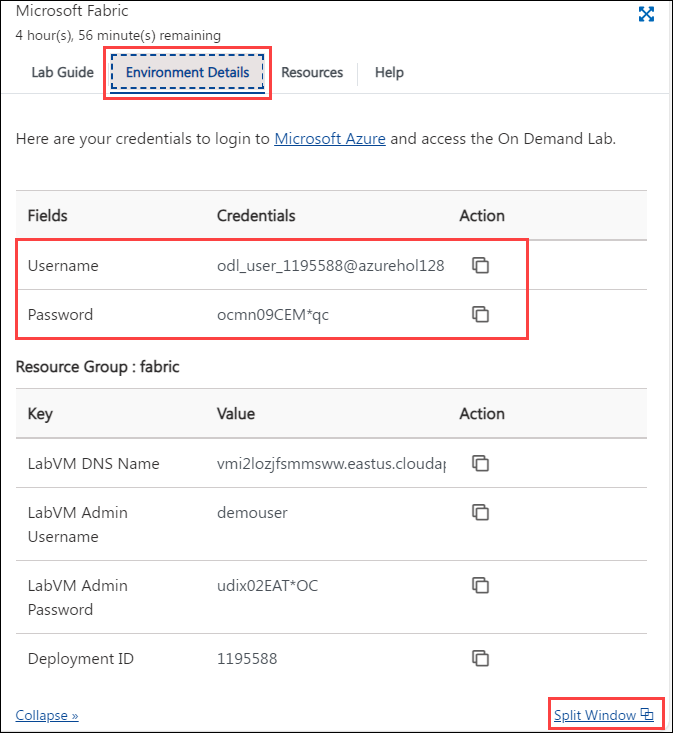 Microsoft Fabric
4 hour(s), 56 minute(s) remaining
Lab Guide Environment Details Resources Help
Here are your credentials to login to Microsoft Azure and access the On Demand Lab.
Fields Credentials Action
Username odl_user_1195588@azurehol128
Password ocmn09CEM*qc
Resource Group : fabric
Key Value Action
LabVM DNS Name vmi2lozjfsmmsww.eastus.cloudap
LabVM Admin demouser
Username
LabVM Admin udix02EAT*OC
Password
Deployment ID 1195588
Collapse » Split Window